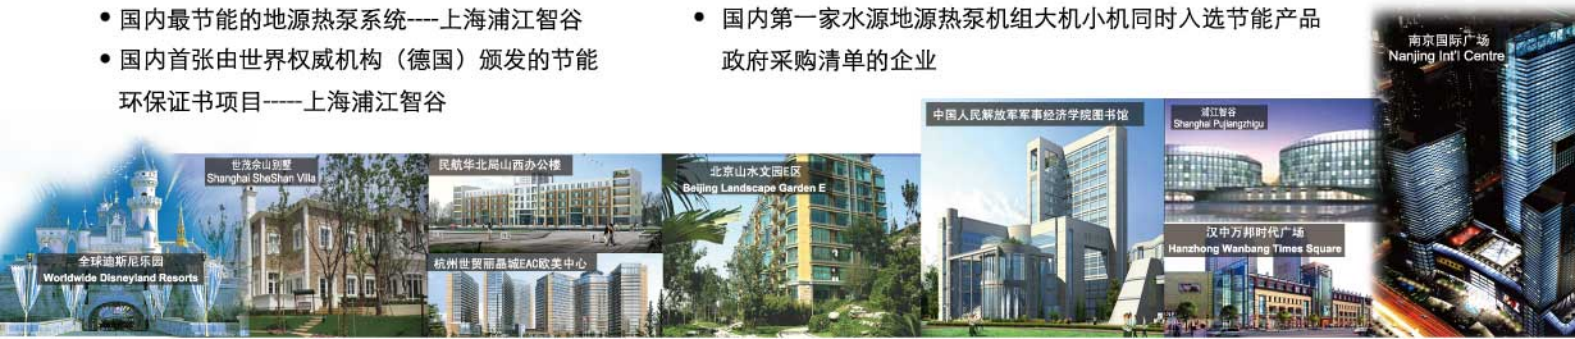 • 国内最节能的地源热泵系统----上海浦江智谷
• 国内首张由世界权威机构（德国）颁发的节能
环保证书项目-----上海浦江智谷
• 国内第一家水源地源热泵机组大机小机同时入选节能产品
政府采购清单的企业
全球迪斯尼乐园
Worldwide Disneyland Resorts
世茂佘山别墅
Shanghai SheShan Villa
民航华北局山西办公楼
杭州世贸丽晶城EAC欧美中心
北京山水文园E区
Beijing Landscape Garden E
中国人民解放军军事经济学院图书馆
浦江智谷
Shanghai Pujiangzhigu
汉中万邦时代广场
Hanzhong Wanbang Times Square
南京国际广场
Nanjing Int'l Centre